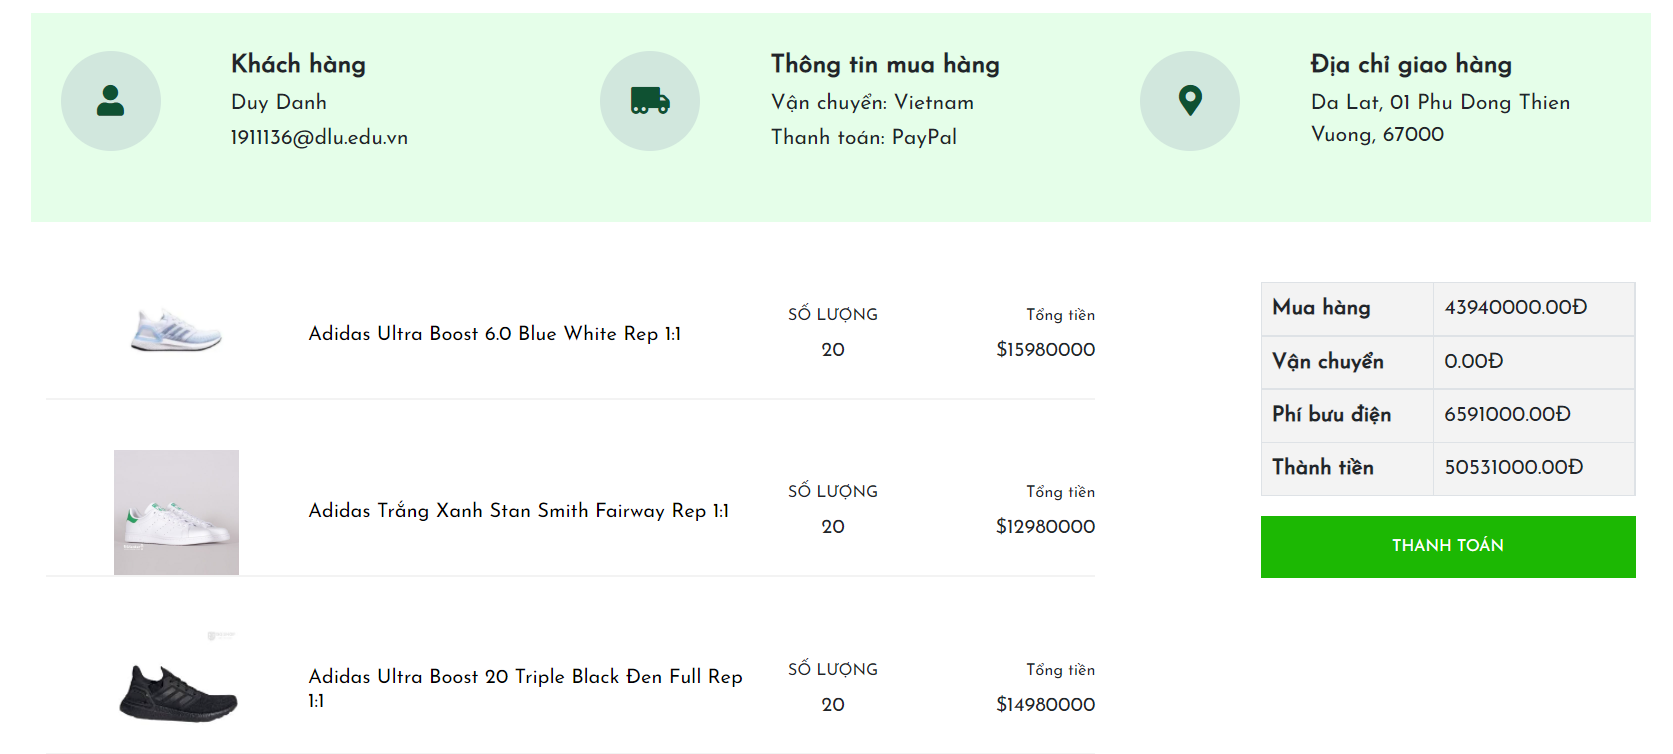 Khách hàng
Duy Danh
1911136@dlu.edu.vn
Thông tin mua hàng
Vận chuyển: Vietnam
Thanh toán: PayPal
Địa chỉ giao hàng
Da Lat, 01 Phu Dong Thien
Vuong, 67000
Adidas Ultra Boost 6.0 Blue White Rep 1:1
SỐ LƯỢNG
20
Tổng tiền
$15980000
Adidas Trắng Xanh Stan Smith Fairway Rep 1:1
SỐ LƯỢNG
20
Tổng tiền
$12980000
Adidas Ultra Boost 20 Triple Black Đen Full Rep
1:1
SỐ LƯỢNG
20
Tổng tiền
$14980000
Mua hàng 43940000.00Đ
Vận chuyển 0.00Đ
Phí bưu điện 6591000.00Đ
Thành tiền 50531000.00Đ
THANH TOÁN